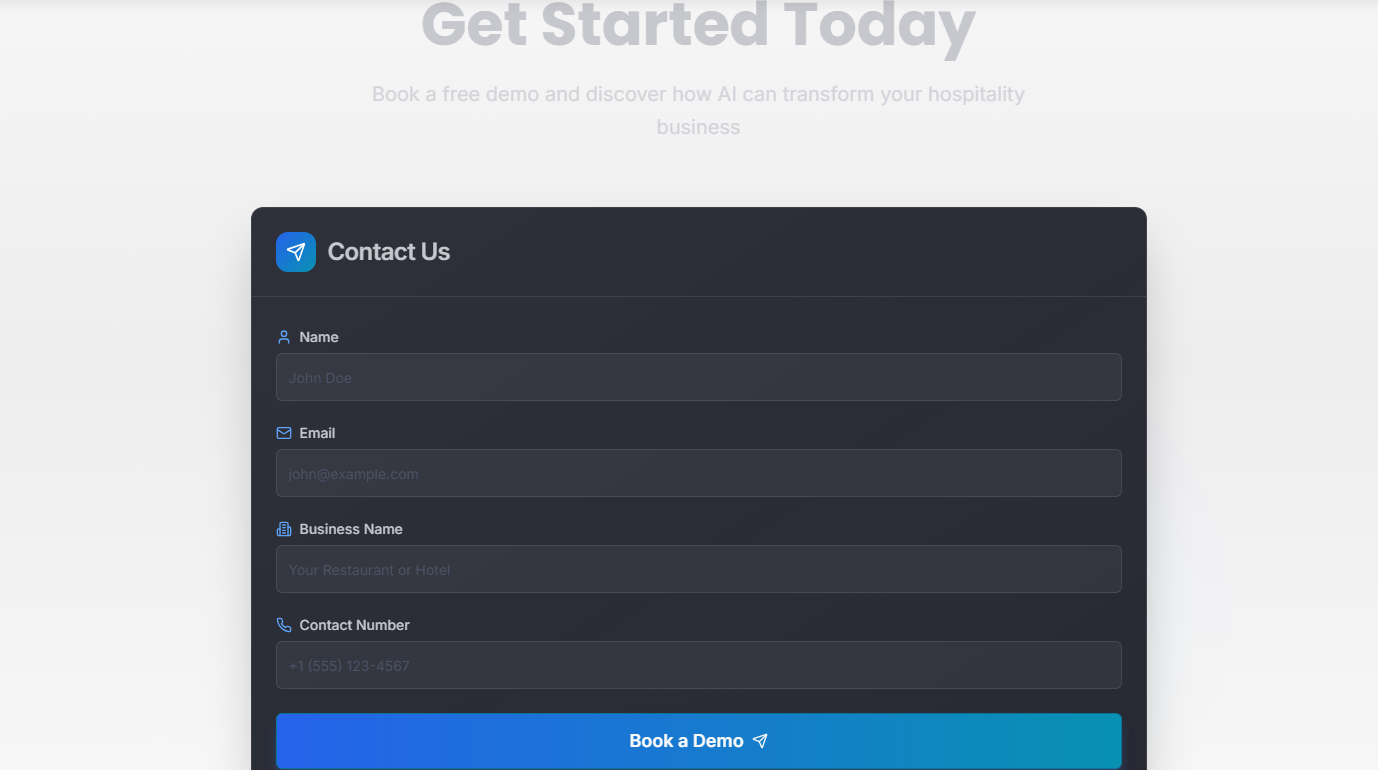 Get Started Today
Book a free demo and discover how AI can transform your hospitality
business
Contact Us
Name
John Doe
Email
john@example.com
Business Name
Your Restaurant or Hotel
Contact Number
+1 (555) 123-4567
Book a Demo